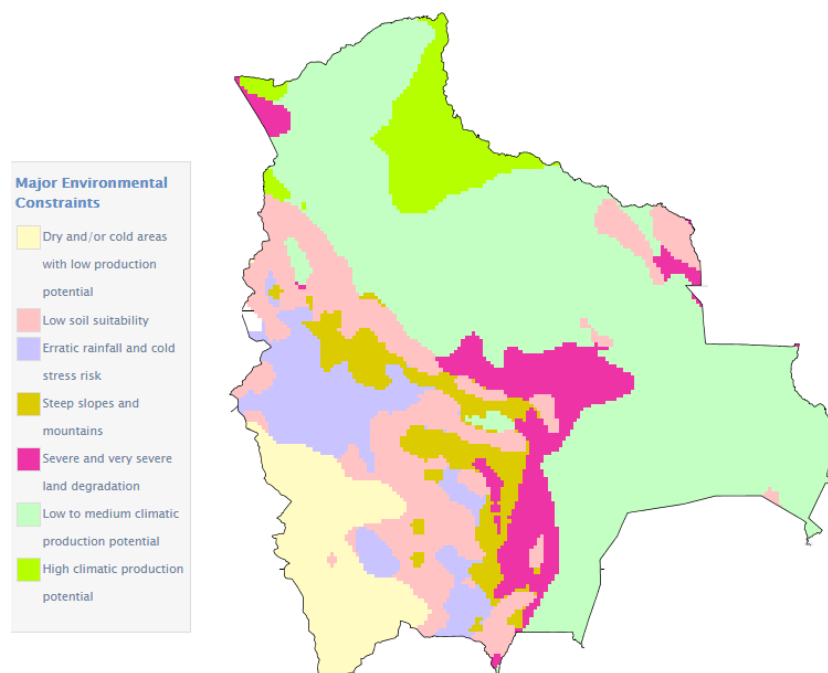 Major Environmental
Constraints
Dry and/or cold areas
with low production
potential
Low soil suitability
Erratic rainfall and cold
stress risk
Steep slopes and
mountains
Severe and very severe
land degradation
Low to medium climatic
production potential
High climatic production
potential